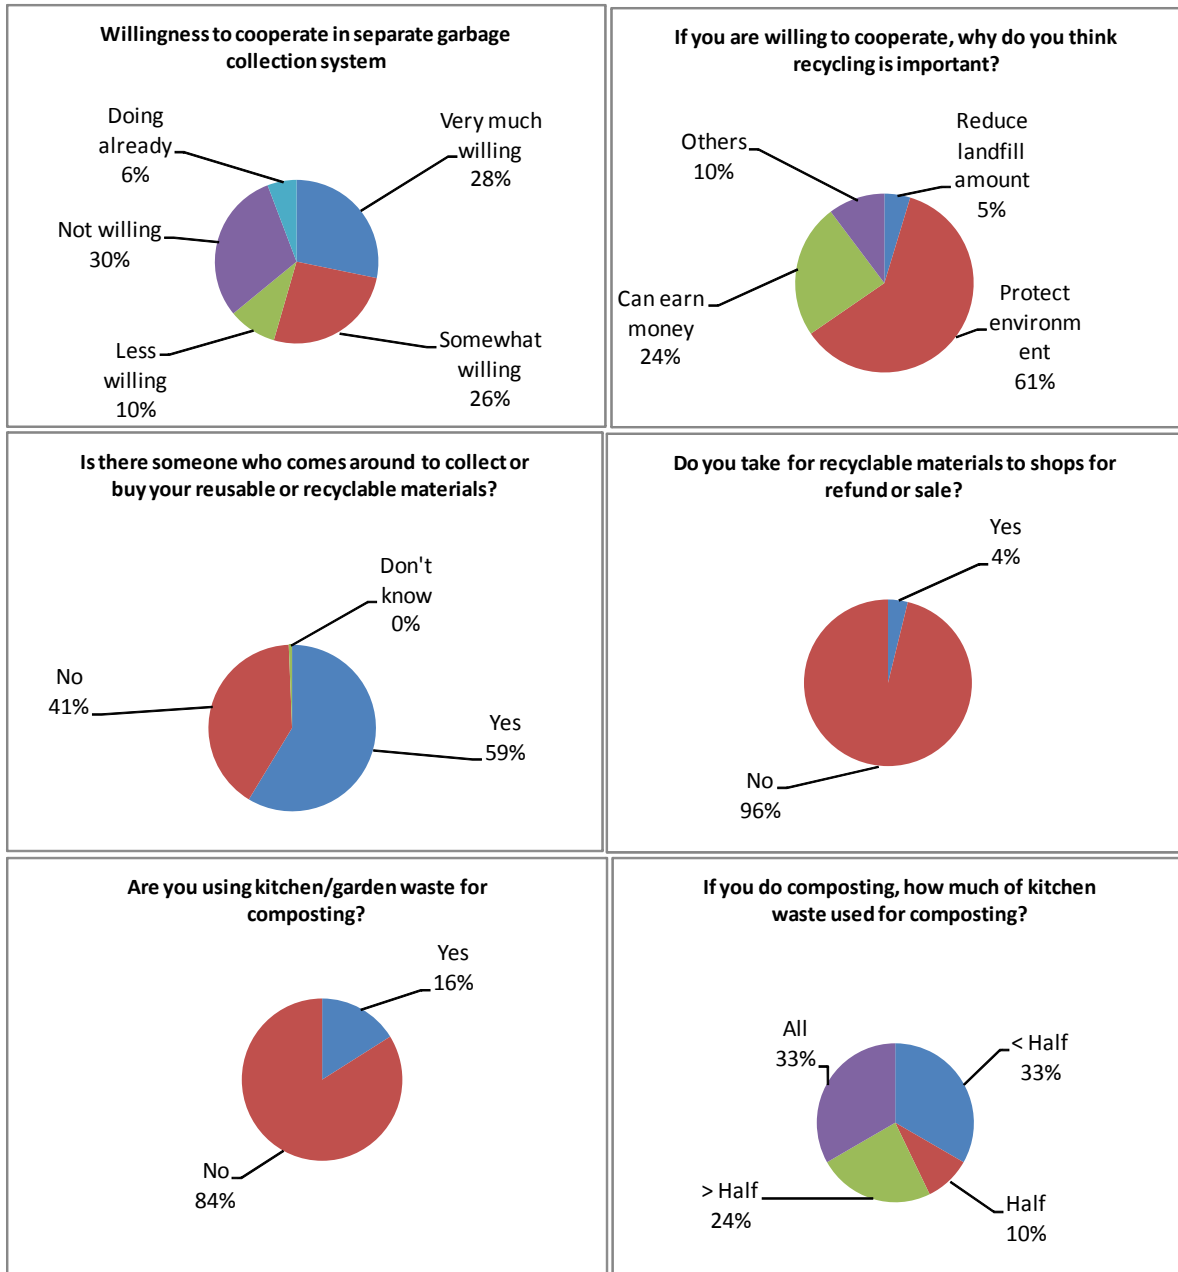 Willingness to cooperate in separate garbage
collection system
Doing
already
6%
Very much
willing
28%
Not willing
30%
Less
willing
10%
Somewhat
willing
26%
If you are willing to cooperate, why do you think
recycling is important?
Others
10%
Reduce
landfill
amount
5%
Can earn
money
24%
Protect
environm
ent
61%
Is there someone who comes around to collect or
buy your reusable or recyclable materials?
Don't
know
0%
No
41%
Yes
59%
Do you take for recyclable materials to shops for
refund or sale?
Yes
4%
No
96%
Are you using kitchen/garden waste for
composting?
Yes
16%
No
84%
If you do composting, how much of kitchen
waste used for composting?
All
33%
< Half
33%
> Half
24%
Half
10%